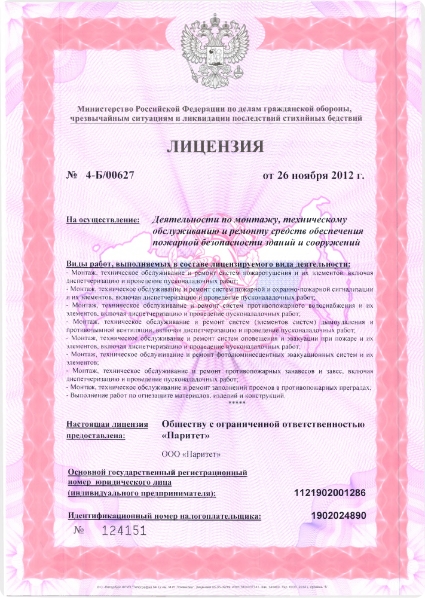 Министерство Российской Федерации по делам гражданской обороны,
чрезвычайным ситуациям и ликвидации последствий стихийных бедствий
ЛИЦЕНЗИЯ
№ 4-Б/00627 от 26 ноября 2012 г.
На осуществление: Деятельности по монтажу, техническому
обслуживанию и ремонту средств обеспечения
пожарной безопасности зданий и сооружений
Виды работ, выполняемых в составе лицензируемого вида деятельности:
- Монтаж, техническое обслуживание и ремонт систем пожаротушения и их элементов, включая
диспетчеризацию и проведение пусконаладочных работ;
- Монтаж, техническое обслуживание и ремонт систем пожарной и охранно-пожарной сигнализации
и их элементов, включая диспетчеризацию и проведение пусконаладочных работ;
- Монтаж, техническое обслуживание и ремонт систем противопожарного водоснабжения и их
элементов, включая диспетчеризацию и проведение пусконаладочных работ;
- Монтаж, техническое обслуживание и ремонт систем (элементов систем) дымоудаления и
противодымной вентиляции, включая диспетчеризацию и проведение пусконаладочных работ;
- Монтаж, техническое обслуживание и ремонт систем оповещения и эвакуации при пожаре и их
элементов, включая диспетчеризацию и проведение пусконаладочных работ;
- Монтаж, техническое обслуживание и ремонт фотолюминесцентных эвакуационных систем и их
элементов;
- Монтаж, техническое обслуживание и ремонт противопожарных занавесов и завес, включая
диспетчеризацию и проведение пусконаладочных работ;
- Монтаж, техническое обслуживание и ремонт заполнений проемов в противопожарных преградах;
- Выполнение работ по огнезащите материалов, изделий и конструкций.
*****
Настоящая лицензия Обществу с ограниченной ответственностью
предоставлена: «Паритет»
ООО «Паритет»
Основной государственный регистрационный
номер юридического лица
(индивидуального предпринимателя): 1121902001286
Идентификационный номер налогоплательщика: 1902024890
№ 124151